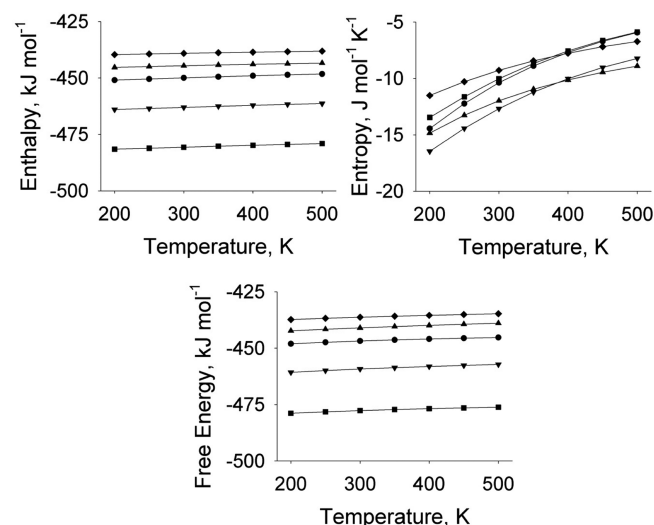 Enthalpy, kJ mol⁻¹
-425
-450
-475
-500
200 300 400 500
Temperature, K
Entropy, J mol⁻¹ K⁻¹
-5
-10
-15
-20
200 300 400 500
Temperature, K
Free Energy, kJ mol⁻¹
-425
-450
-475
-500
200 300 400 500
Temperature, K